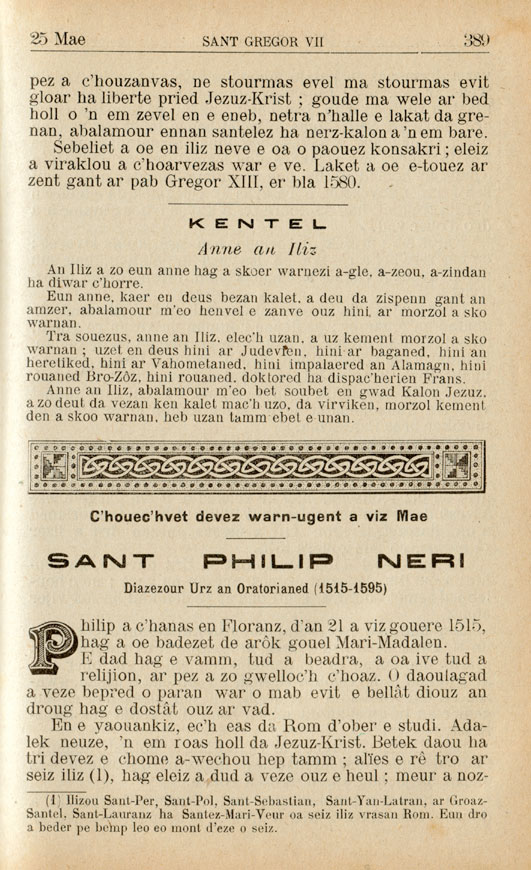 25 Mae
SANT GREGOR VII
389
pez a c'houzanvas, ne stourmas evel ma stourmas evit
gloar ha liberte pried Jezuz-Krist ; goude ma wele ar bed
holl o 'n em zevel en e eneb, netra n'halle e lakat da gre-
nan, abalamour ennan santelez ha nerz-kalon a 'n em bare.
Sebeliet a oe en iliz neve e oa o paouez konsakri ; eleiz
a viraklou a c'hoarvezas war e ve. Laket a oe e-touez ar
zent gant ar pab Gregor XIII, er bla 1580.
KENTEL
Anne an Iliz
An Iliz a zo eun anne hag a skoer warnezi a-gle, a-zeou, a-zindan
ha diwar c'horre.
Eun anne, kaer en deus bezan kalet, a deu da zispenn gant an
amzer, abalamour m'eo henvel e zanve ouz hini ar morzol a sko
warnan.
Tra souezus, anne an Iliz, elec'h uzan, a uz kement morzol a sko
warnan ; uzet en deus hini ar Judevien, hini ar baganed, hini an
heretiked, hini ar Vahometaned, hini impalaered an Alamagn, hini
rouaned Bro-Zôz, hini rouaned, doktored ha dispac'herien Frans.
Anne an Iliz, abalamour m'eo bet soubet en gwad Kalon Jezuz,
a zo deut da vezan ken kalet mac'h uzo, da virviken, morzol kement
den a skoo warnan, heb uzan tamm ebet e-unan.
C'houec'hvet devez warn-ugent a viz Mae
SANT PHILIP NERI
Diazezour Urz an Oratorianed (1515-1595)
Philip a c'hanas en Floranz, d'an 21 a viz gouere 1515,
hag a oe badezet de arôk gouel Mari-Madalen.
E dad hag e vamm, tud a beadra, a oa ive tud a
relijion, ar pez a zo gwelloc'h c'hoaz. O daoulagad
a veze bepred o paran war o mab evit e bellât diouz an
droug hag e dostât ouz ar vad.
En e yaouankiz, ec'h eas da Rom d'ober e studi. Ada-
lek neuze, 'n em roas holl da Jezuz-Krist. Betek daou ha
tri devez e chome a-wechou hep tamm ; alïes e rê tro ar
seiz iliz (1), hag eleiz a dud a veze ouz e heul ; meur a noz-
(1) Ilizou Sant-Per, Sant-Pol, Sant-Sebastian, Sant-Yan-Latran, ar Groaz-
Santel, Sant-Lauranz ha Santez-Mari-Veur oa seiz iliz vrasan Rom. Eun dro
a beder pe bemp leo eo mont d'eze o seiz.